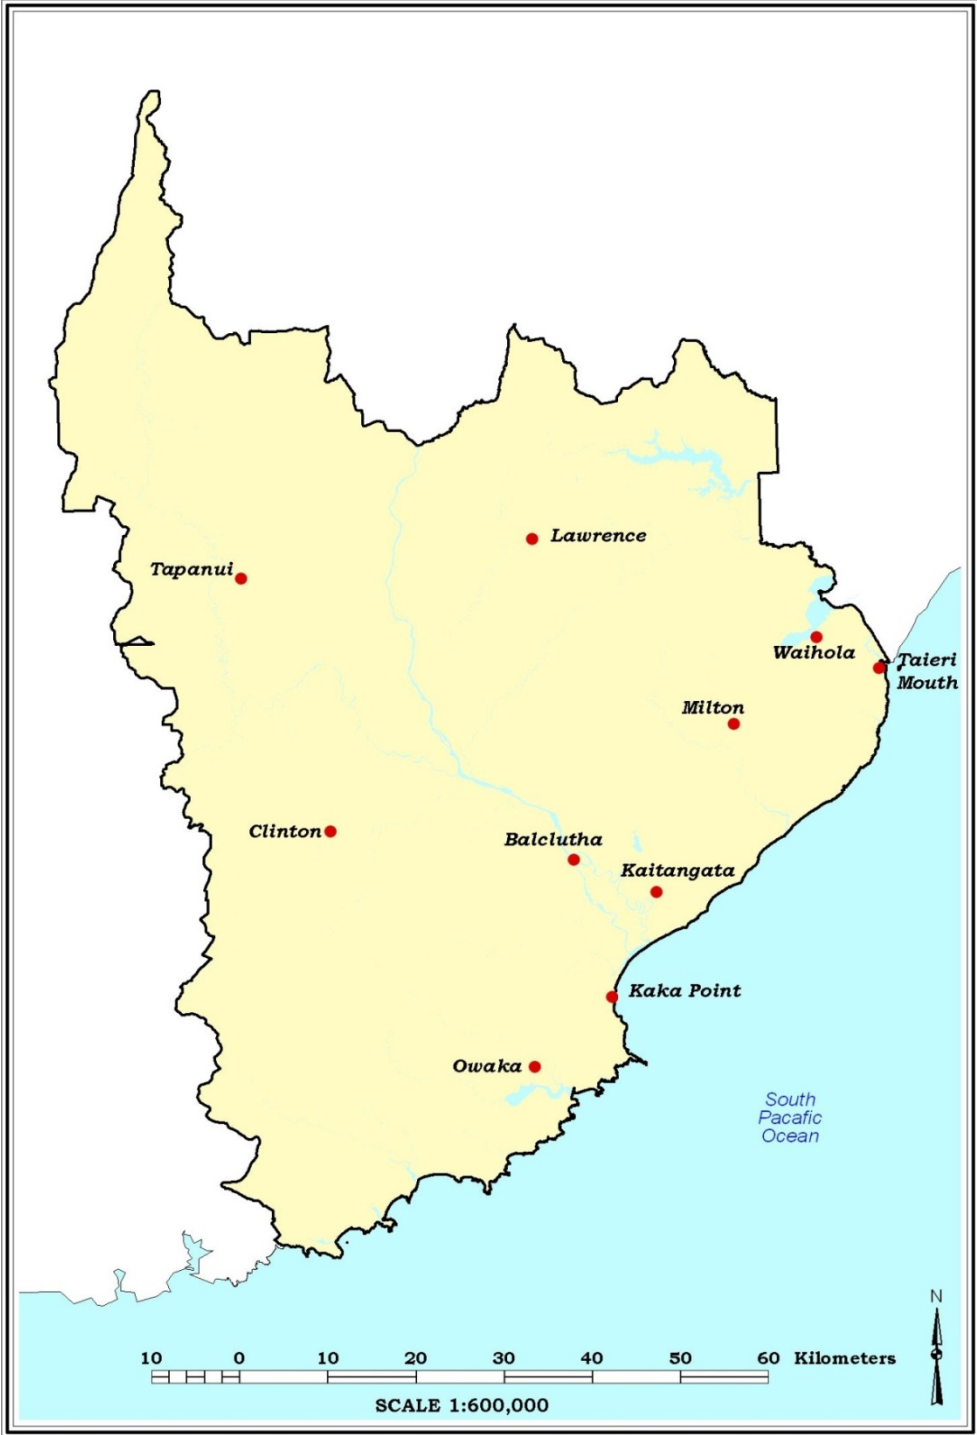 Lawrence
Tapanui
Waihola
Taieri
Mouth
Milton
Clinton
Balclutha
Kaitangata
Kaka Point
Owaka
South
Pacafic
Ocean
N
10 0 10 20 30 40 50 60 Kilometers
SCALE 1:600,000